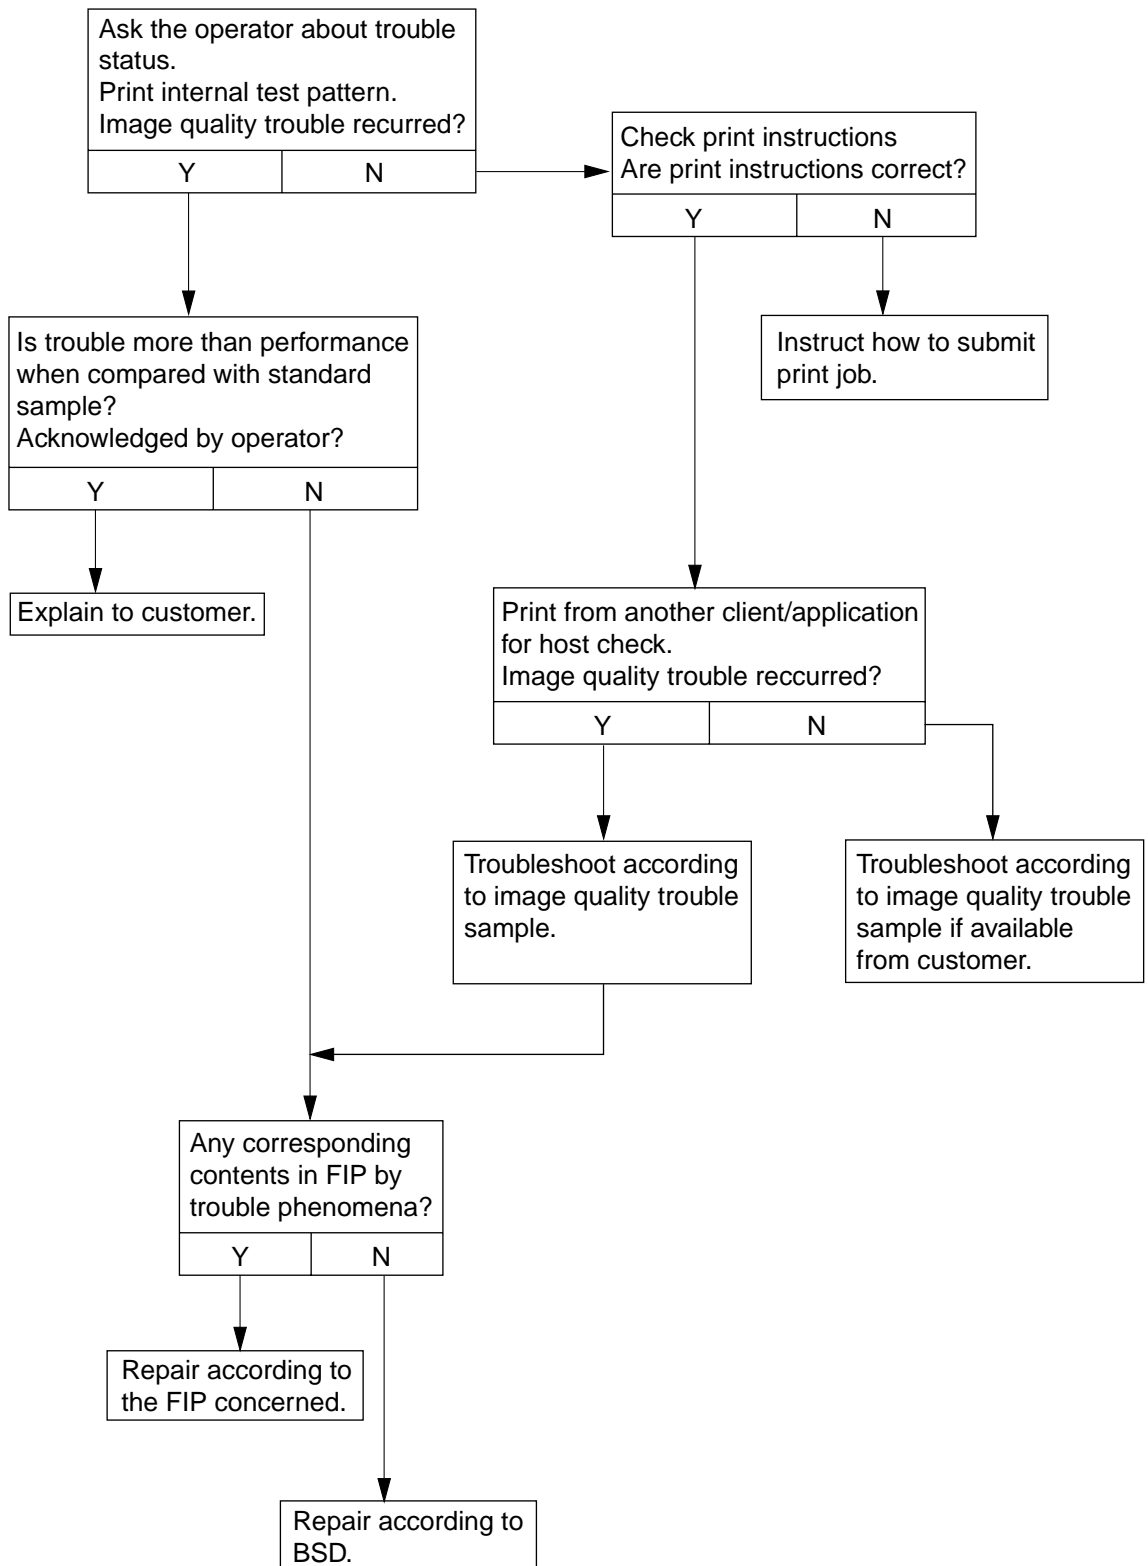 Ask the operator about trouble
status.
Print internal test pattern.
Image quality trouble recurred?
Y
N
Check print instructions
Are print instructions correct?
Y
N
Instruct how to submit
print job.
Is trouble more than performance
when compared with standard
sample?
Acknowledged by operator?
Y
N
Explain to customer.
Print from another client/application
for host check.
Image quality trouble reccurred?
Y
N
Troubleshoot according
to image quality trouble
sample.
Troubleshoot according
to image quality trouble
sample if available
from customer.
Any corresponding
contents in FIP by
trouble phenomena?
Y
N
Repair according to
the FIP concerned.
Repair according to
BSD.